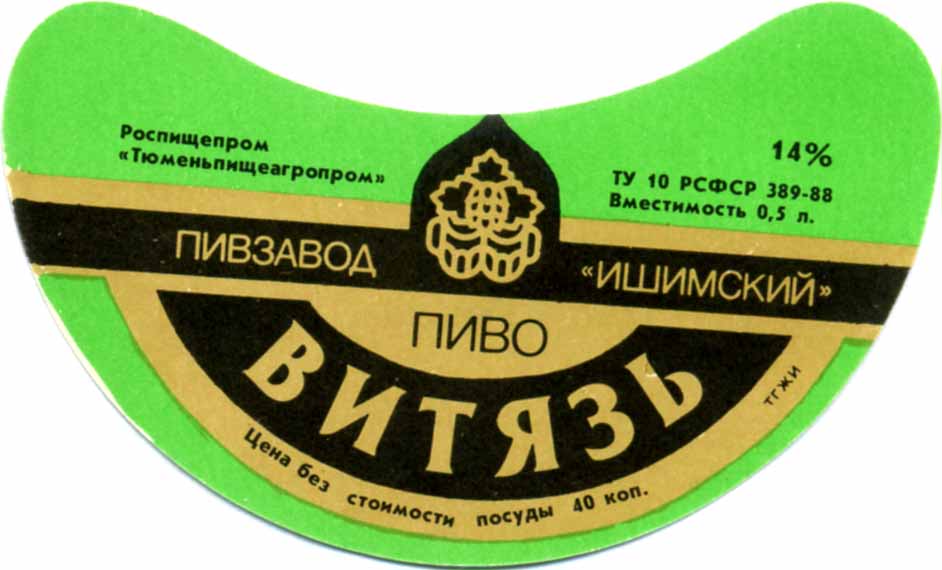 Роспищепром
«Тюменьпищеагропром»
14%
ТУ 10 РСФСР 389-88
Вместимость 0,5 л.
ПИВЗАВОД «ИШИМСКИЙ»
ПИВО
ВИТЯЗЬ
ТГЖИ
Цена без стоимости посуды 40 коп.